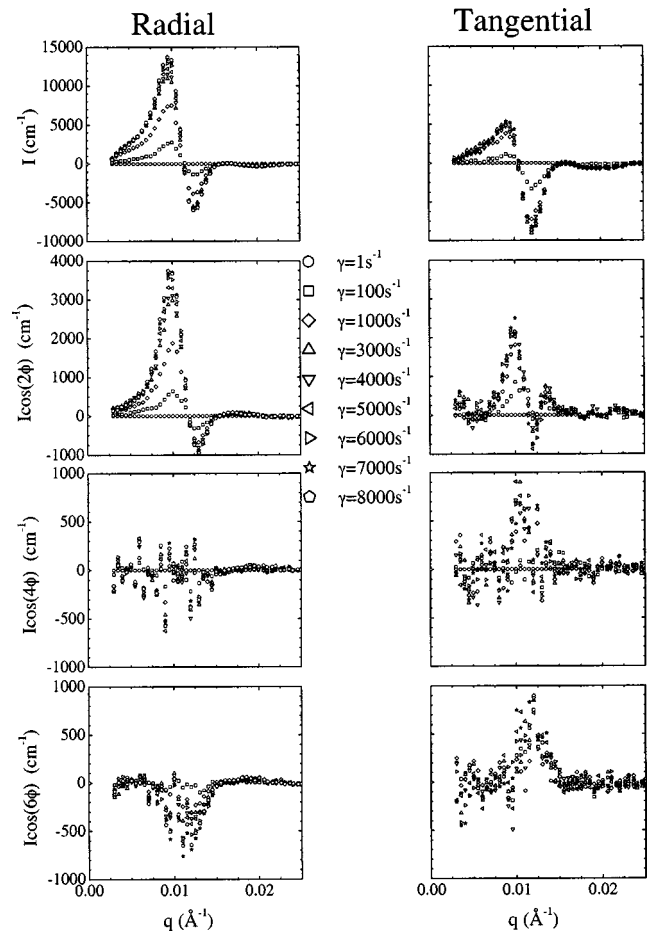 Radial
Tangential
15000
10000
5000
0
-5000
-10000
I (cm⁻¹)
4000
3000
2000
1000
0
-1000
Icos(2ϕ) (cm⁻¹)
γ=1s⁻¹
γ=100s⁻¹
γ=1000s⁻¹
γ=3000s⁻¹
γ=4000s⁻¹
γ=5000s⁻¹
γ=6000s⁻¹
γ=7000s⁻¹
γ=8000s⁻¹
1000
500
0
-500
-1000
Icos(4ϕ) (cm⁻¹)
1000
500
0
-500
-1000
Icos(6ϕ) (cm⁻¹)
0.00 0.01 0.02
0.00 0.01 0.02
q (Å⁻¹)
q (Å⁻¹)